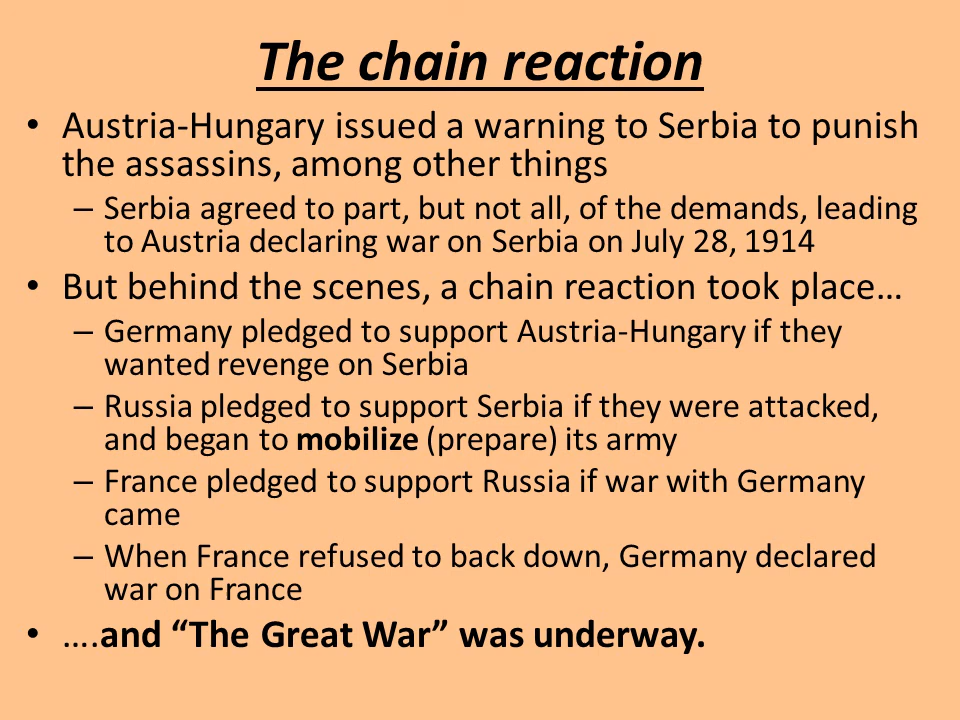 The chain reaction
• Austria-Hungary issued a warning to Serbia to punish
the assassins, among other things
– Serbia agreed to part, but not all, of the demands, leading
to Austria declaring war on Serbia on July 28, 1914
• But behind the scenes, a chain reaction took place…
– Germany pledged to support Austria-Hungary if they
wanted revenge on Serbia
– Russia pledged to support Serbia if they were attacked,
and began to mobilize (prepare) its army
– France pledged to support Russia if war with Germany
came
– When France refused to back down, Germany declared
war on France
• ….and “The Great War” was underway.